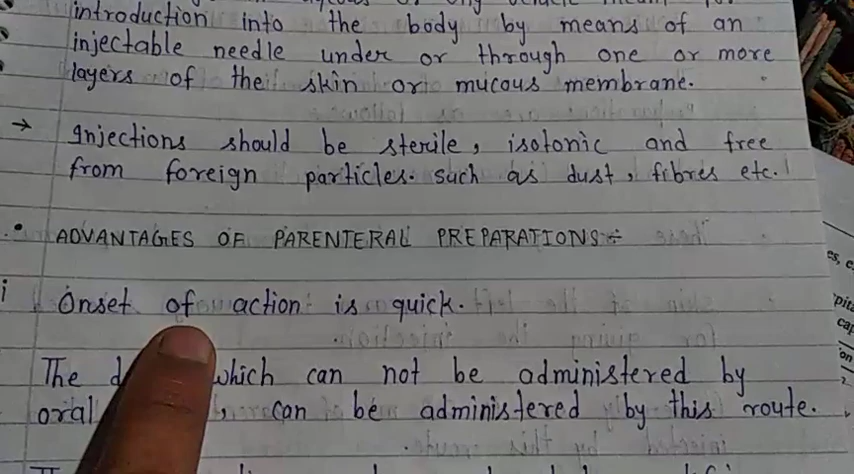 introduction into the body by means of an
injectable needle under or through one or more
layers of the skin or mucous membrane.
→ Injections should be sterile, isotonic and free
from foreign particles. such as dust, fibres etc.
• ADVANTAGES OF PARENTERAL PREPARATIONS÷
i Onset of action is quick.
The which can not be administered by
oral , can be administered by this route.